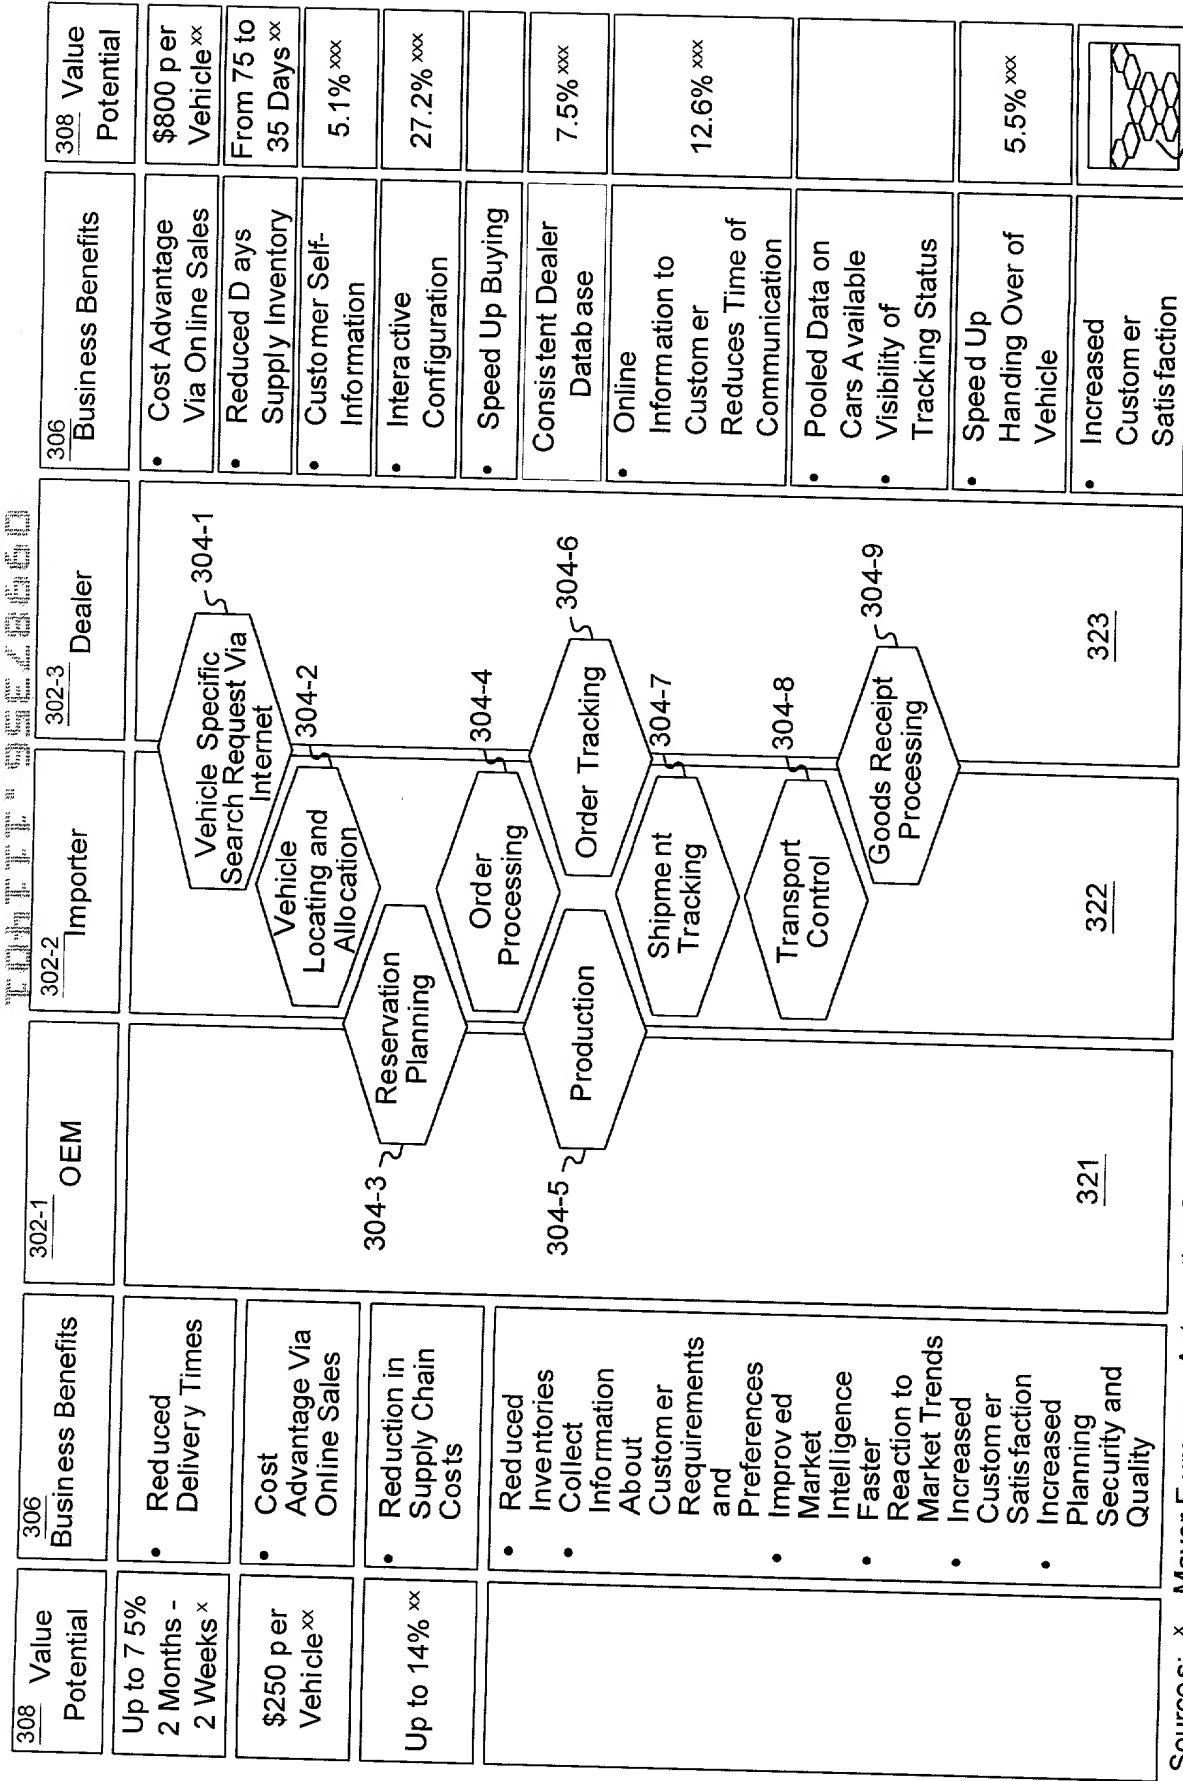 308 Value
Potential
306
Business Benefits
302-1
OEM
302-2
Importer
302-3
Dealer
306
Business Benefits
308 Value
Potential
Up to 7 5%
2 Months -
2 Weeks x
• Reduced
Delivery Times
$250 per
Vehicle xx
• Cost
Advantage Via
Online Sales
Up to 14% xx
• Reduction in
Supply Chain
Costs
• Reduced
Inventories
• Collect
Information
About
Customer
Requirements
and
Preferences
• Improved
Market
Intelligence
• Faster
Reaction to
Market Trends
• Increased
Customer
Satisfaction
• Increased
Planning
Security and
Quality
Vehicle Specific
Search Request Via
Internet
304-1
Vehicle
Locating and
Allocation
304-2
Reservation
Planning
304-3
Order
Processing
304-4
Production
304-5
Order Tracking
304-6
Shipment
Tracking
304-7
Transport
Control
304-8
Goods Receipt
Processing
304-9
321
322
323
• Cost Advantage
Via Online Sales
$800 per
Vehicle xx
• Reduced D ays
Supply Inventory
From 75 to
35 Days xx
• Customer Self-
Information
5.1% xxx
• Interactive
Configuration
27.2% xxx
• Speed Up Buying
Consistent Dealer
Database
7.5% xxx
• Online
Information to
Customer
Reduces Time of
Communication
12.6% xxx
• Pooled Data on
Cars Available
• Visibility of
Tracking Status
• Speed Up
Handing Over of
Vehicle
5.5% xxx
• Increased
Customer
Satisfaction